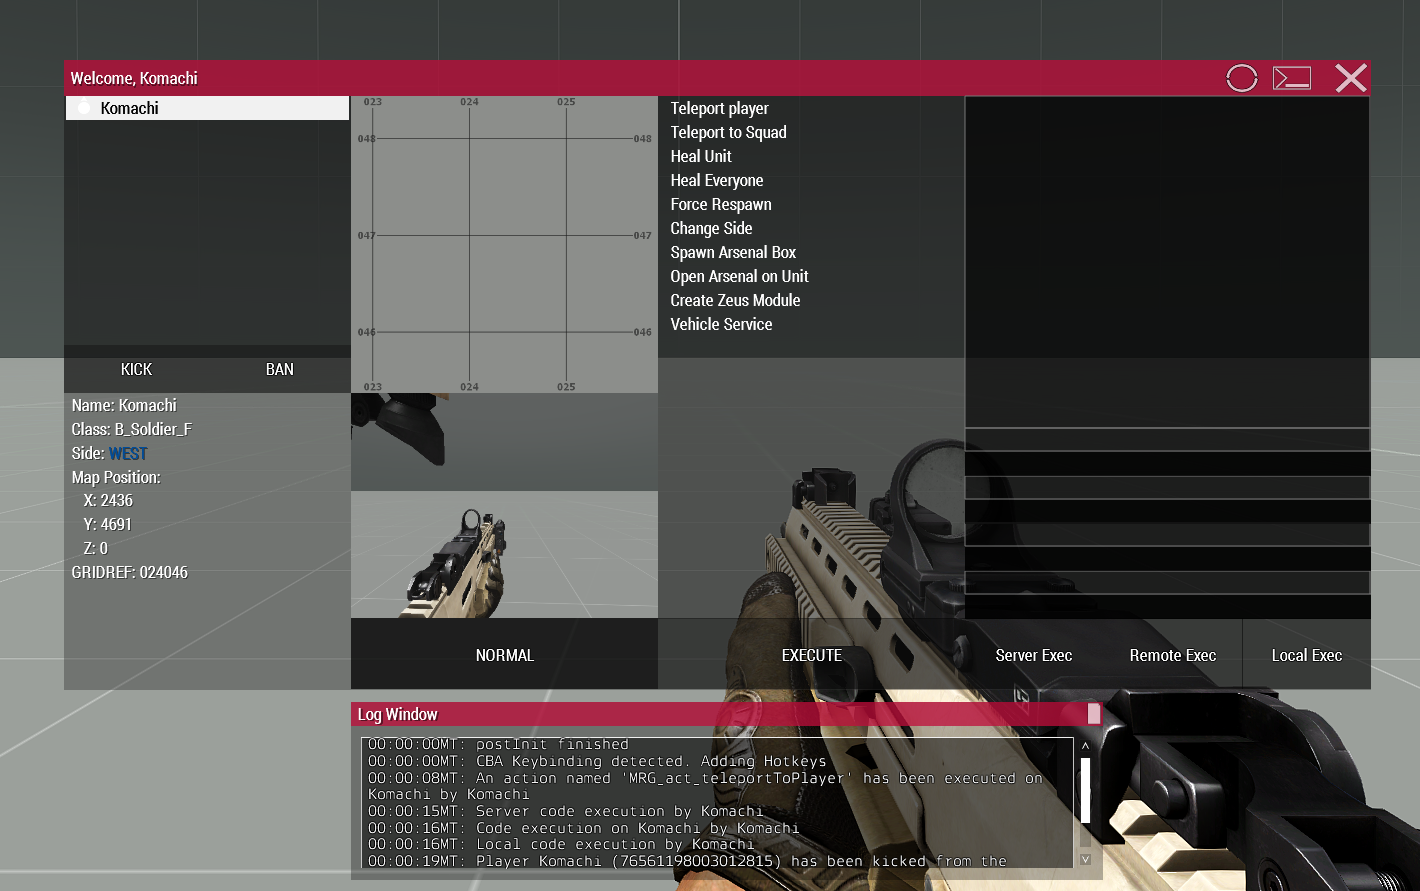 Welcome, Komachi
Komachi
023 024 025
048 048
047 047
046 046
023 024 025
Teleport player
Teleport to Squad
Heal Unit
Heal Everyone
Force Respawn
Change Side
Spawn Arsenal Box
Open Arsenal on Unit
Create Zeus Module
Vehicle Service
KICK BAN
Name: Komachi
Class: B_Soldier_F
Side: WEST
Map Position:
X: 2436
Y: 4691
Z: 0
GRIDREF: 024046
NORMAL EXECUTE Server Exec Remote Exec Local Exec
Log Window
00:00:00MT: postInit finished
00:00:00MT: CBA Keybinding detected. Adding Hotkeys
00:00:08MT: An action named 'MRG_act_teleportToPlayer' has been executed on
Komachi by Komachi
00:00:15MT: Server code execution by Komachi
00:00:16MT: Code execution on Komachi by Komachi
00:00:16MT: Local code execution by Komachi
00:00:19MT: Player Komachi (76561198003012815) has been kicked from the